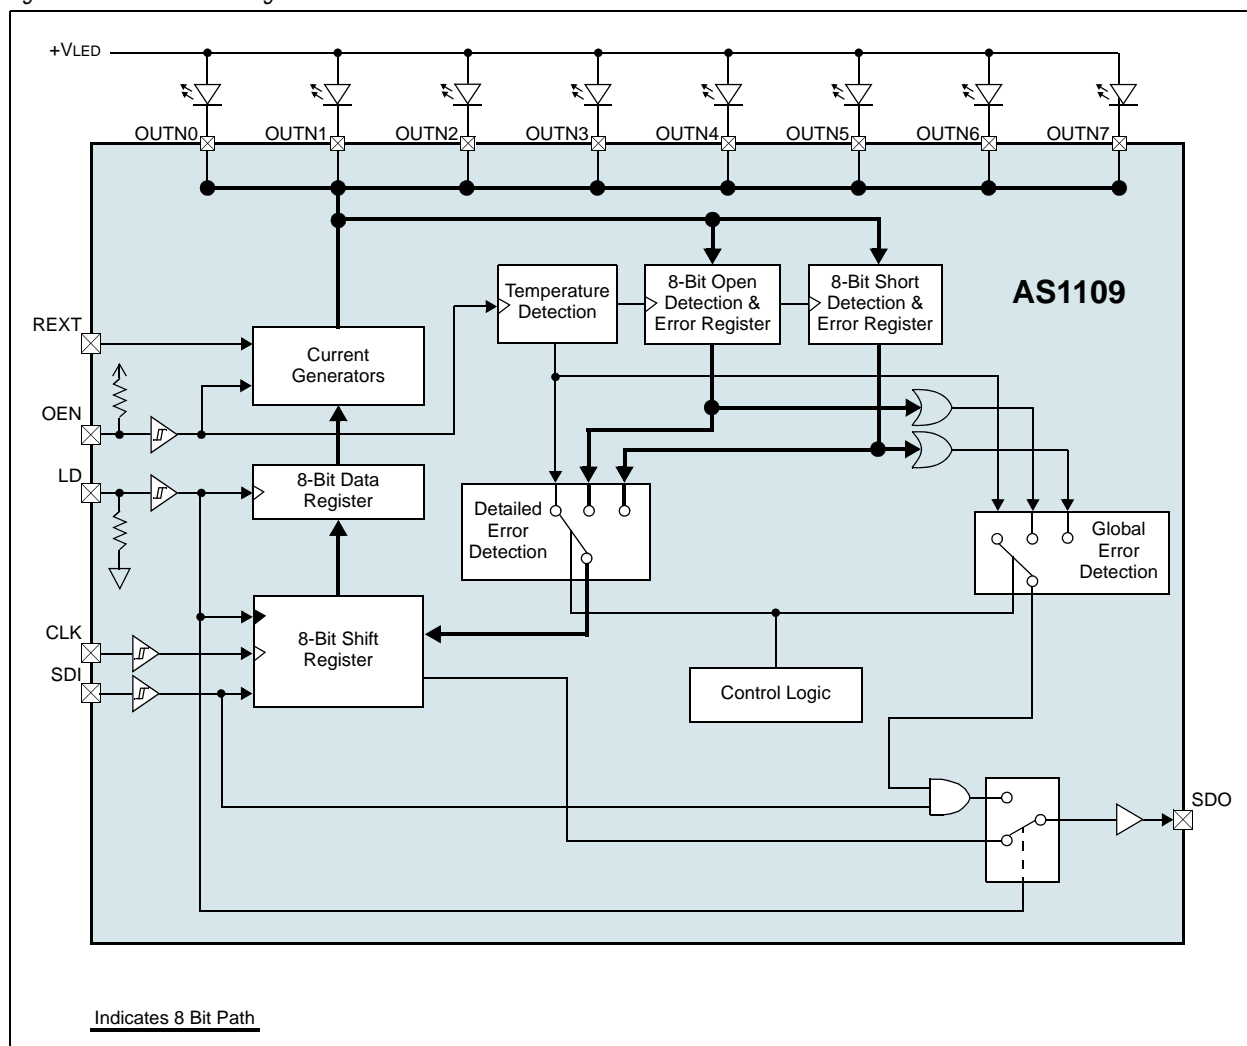 +VLED
OUTN0 OUTN1 OUTN2 OUTN3 OUTN4 OUTN5 OUTN6 OUTN7
AS1109
Temperature
Detection
8-Bit Open
Detection &
Error Register
8-Bit Short
Detection &
Error Register
REXT
Current
Generators
OEN
LD
8-Bit Data
Register
Detailed
Error
Detection
Global
Error
Detection
CLK
SDI
8-Bit Shift
Register
Control Logic
SDO
Indicates 8 Bit Path